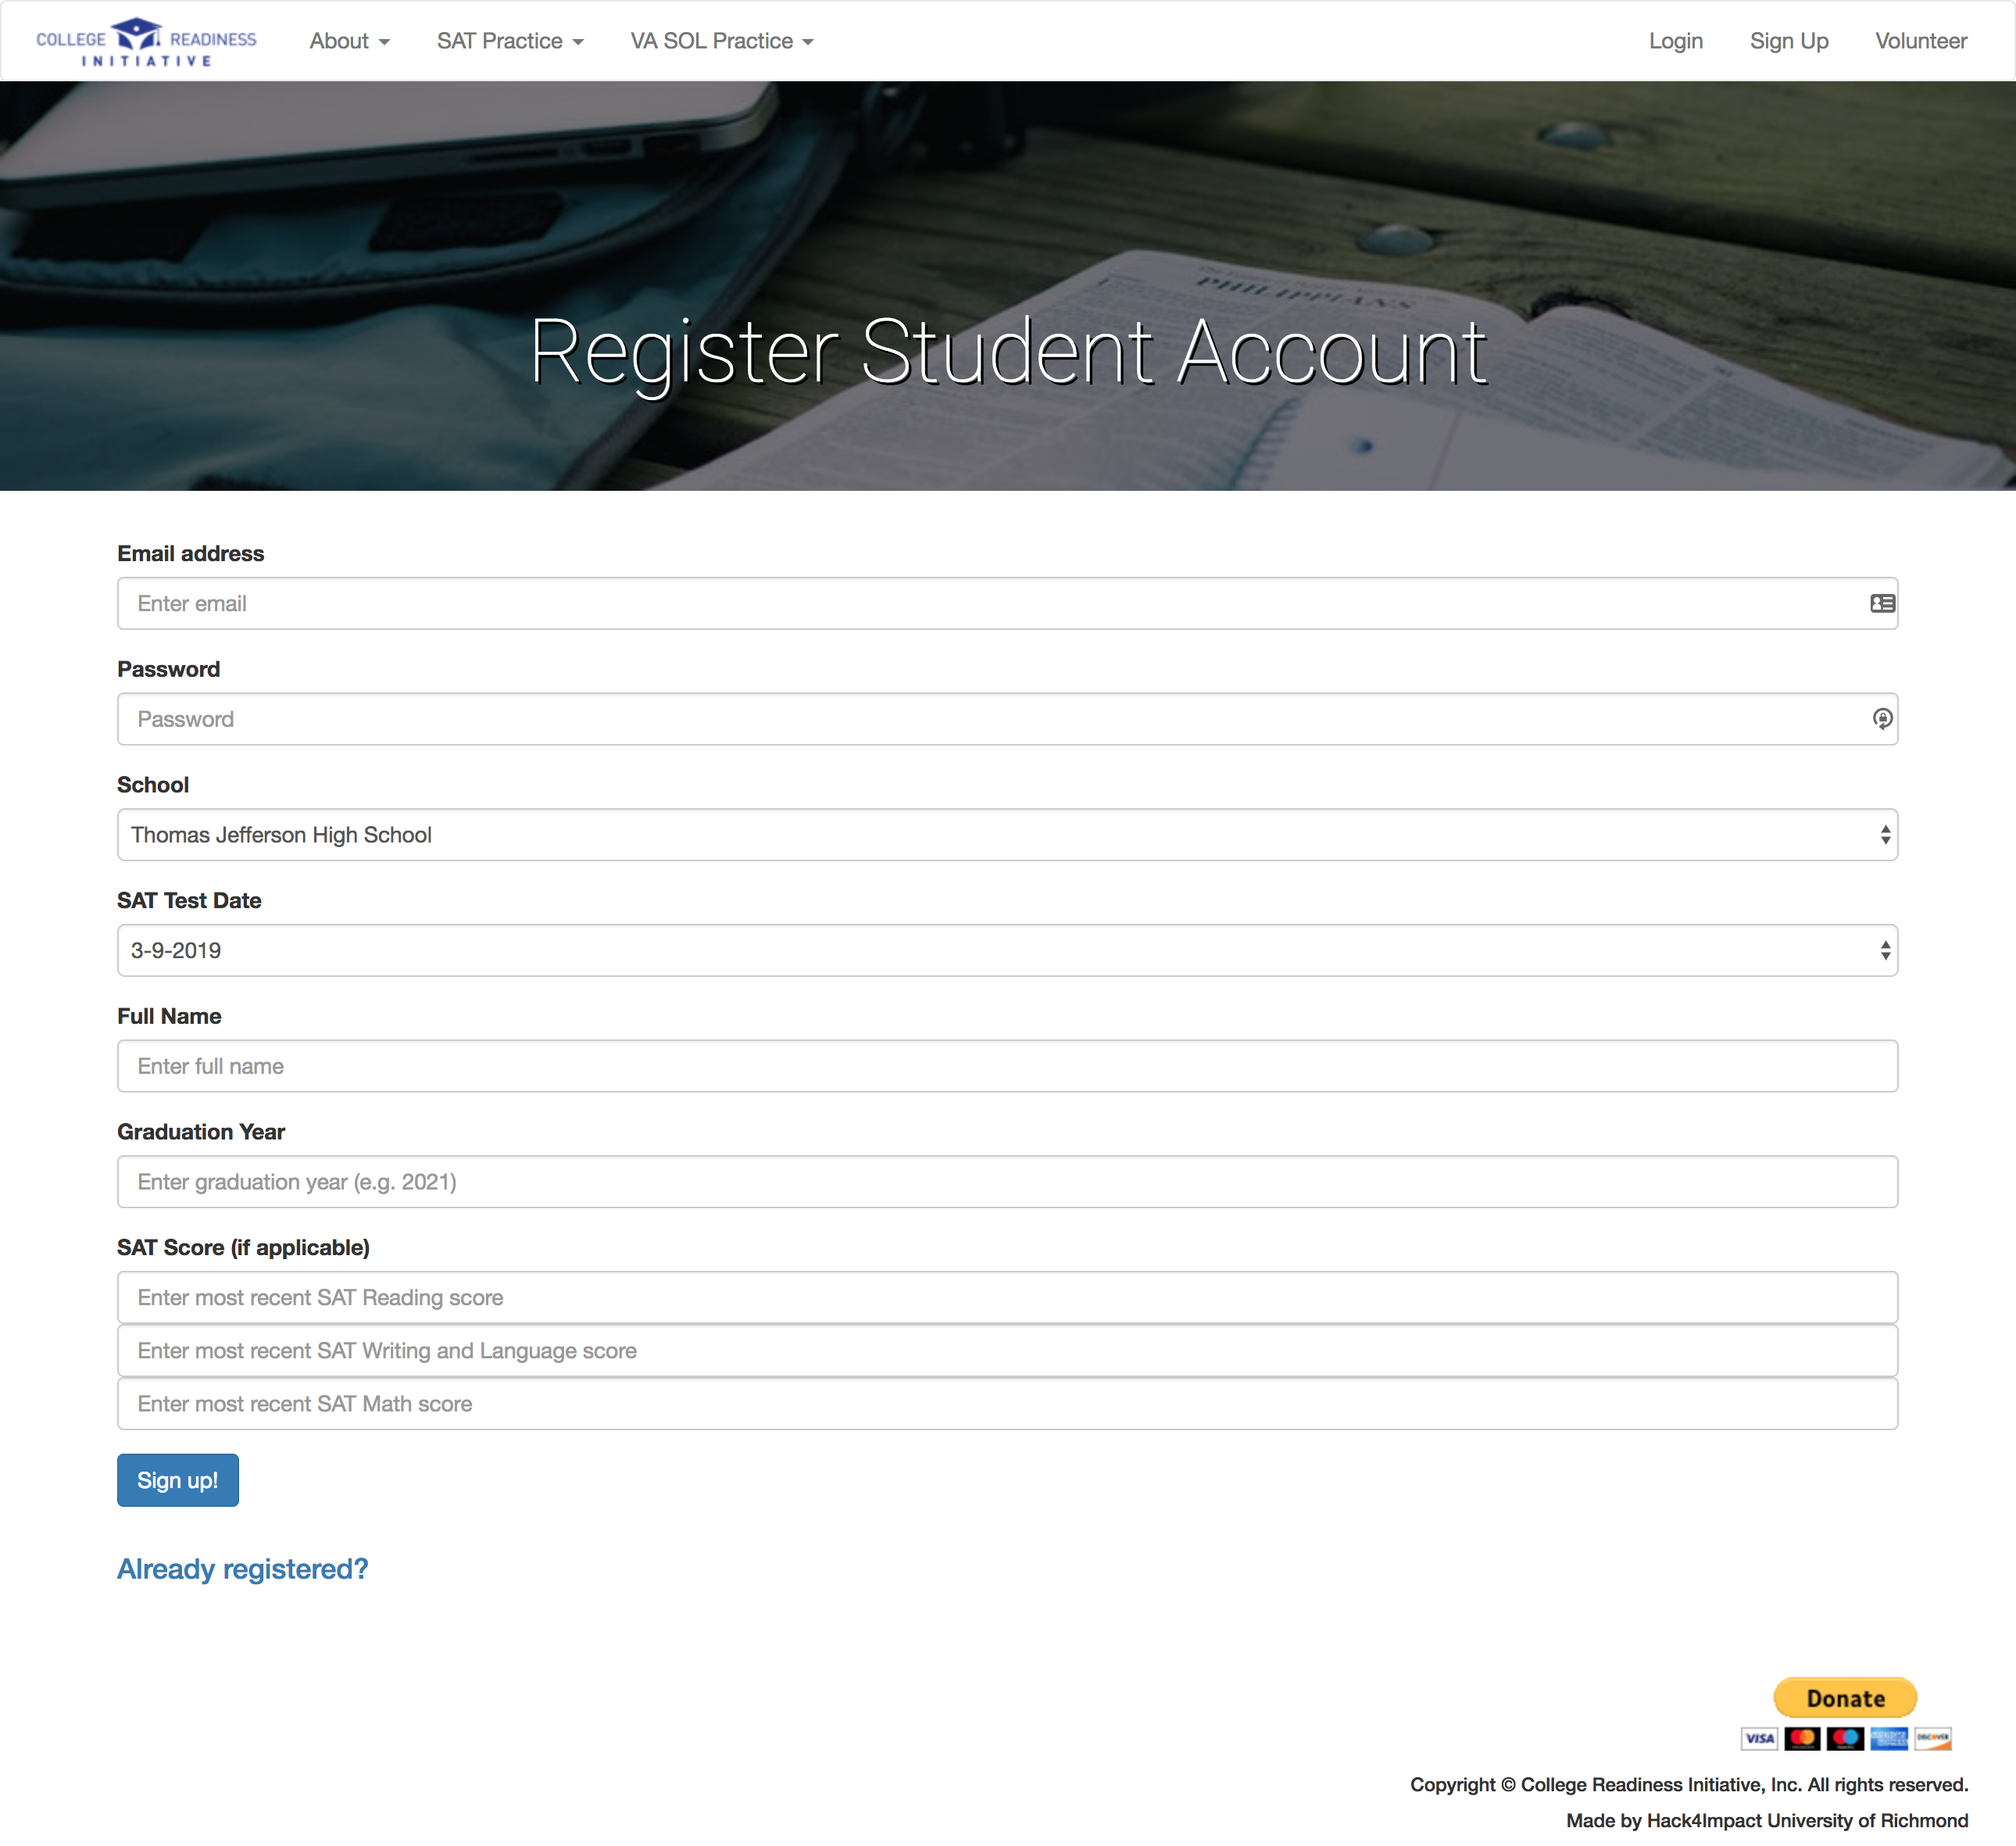 COLLEGE READINESS
INITIATIVE
About
SAT Practice
VA SOL Practice
Login
Sign Up
Volunteer
PHILIPPIANS
Register Student Account
Email address
Enter email
Password
Password
School
Thomas Jefferson High School
SAT Test Date
3-9-2019
Full Name
Enter full name
Graduation Year
Enter graduation year (e.g. 2021)
SAT Score (if applicable)
Enter most recent SAT Reading score
Enter most recent SAT Writing and Language score
Enter most recent SAT Math score
Sign up!
Already registered?
Donate
VISA
DISCOVER
Copyright © College Readiness Initiative, Inc. All rights reserved.
Made by Hack4Impact University of Richmond